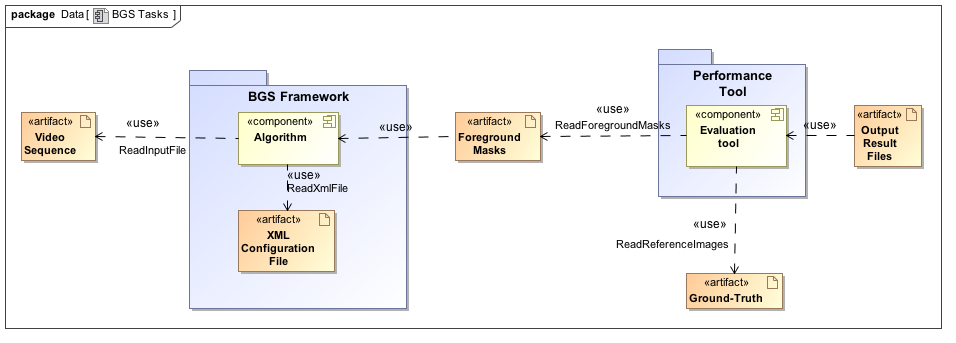 package Data [ BGS Tasks ]
Performance
Tool
BGS Framework
«artifact»
Video
Sequence
«use»
ReadInputFile
«component»
Algorithm
«use»
ReadXmlFile
«artifact»
XML
Configuration
File
«use»
«artifact»
Foreground
Masks
«use»
ReadForegroundMasks
«component»
Evaluation
tool
«use»
«artifact»
Output
Result
Files
«use»
ReadReferenceImages
«artifact»
Ground-Truth